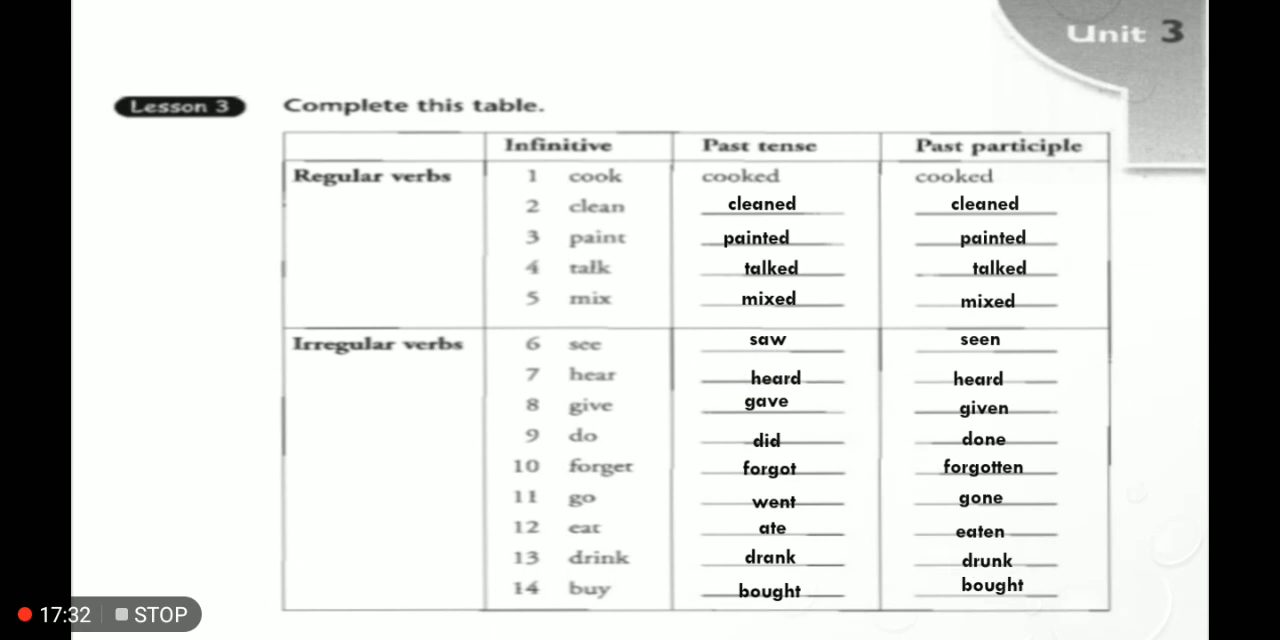 Unit 3
Lesson 3 Complete this table.
Infinitive Past tense Past participle
Regular verbs 1 cook cooked cooked
2 clean cleaned cleaned
3 paint painted painted
4 talk talked talked
5 mix mixed mixed
Irregular verbs 6 see saw seen
7 hear heard heard
8 give gave given
9 do did done
10 forget forgot forgotten
11 go went gone
12 eat ate eaten
13 drink drank drunk
14 buy bought bought
17:32 STOP